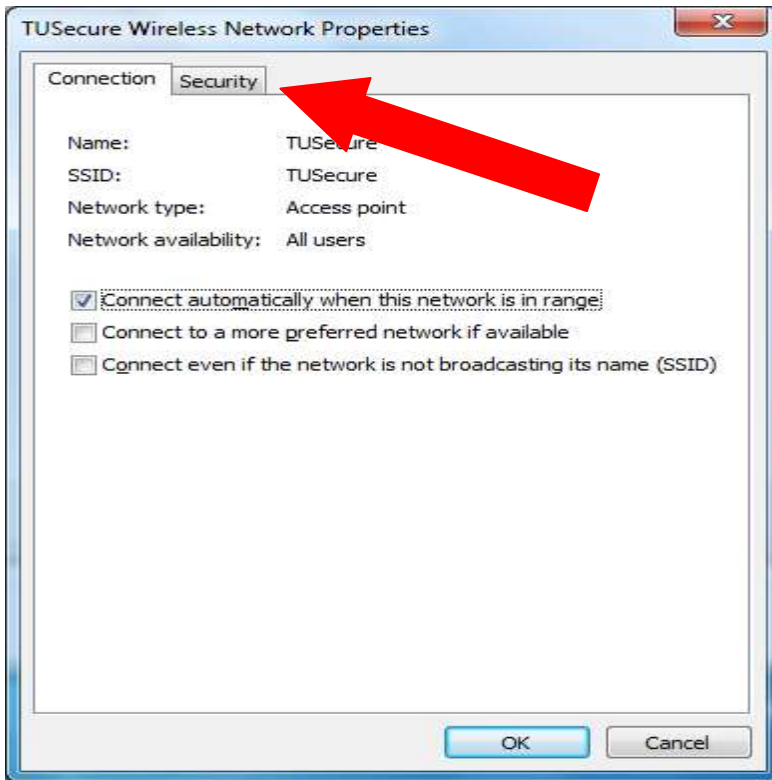 TUSecure Wireless Network Properties
Connection Security
Name: TUSecure
SSID: TUSecure
Network type: Access point
Network availability: All users
Connect automatically when this network is in range
Connect to a more preferred network if available
Connect even if the network is not broadcasting its name (SSID)
OK Cancel